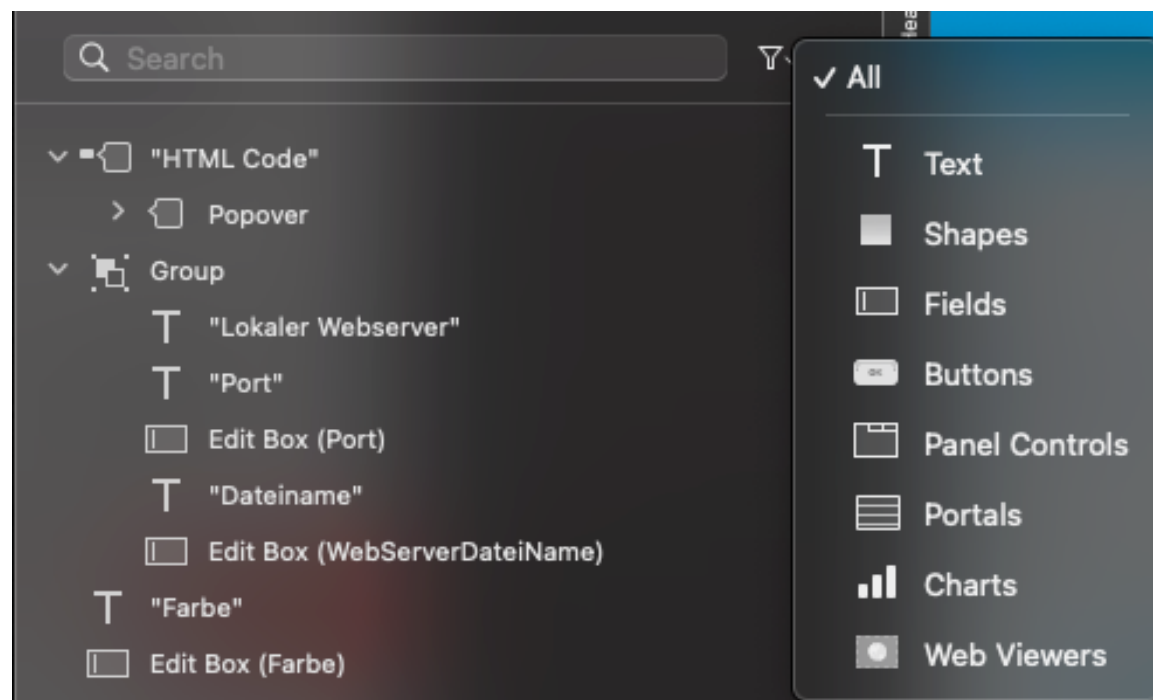 Search
"HTML Code"
Popover
Group
"Lokaler Webserver"
"Port"
Edit Box (Port)
"Dateiname"
Edit Box (WebServerDateiName)
"Farbe"
Edit Box (Farbe)
✓ All
Text
Shapes
Fields
Buttons
Panel Controls
Portals
Charts
Web Viewers